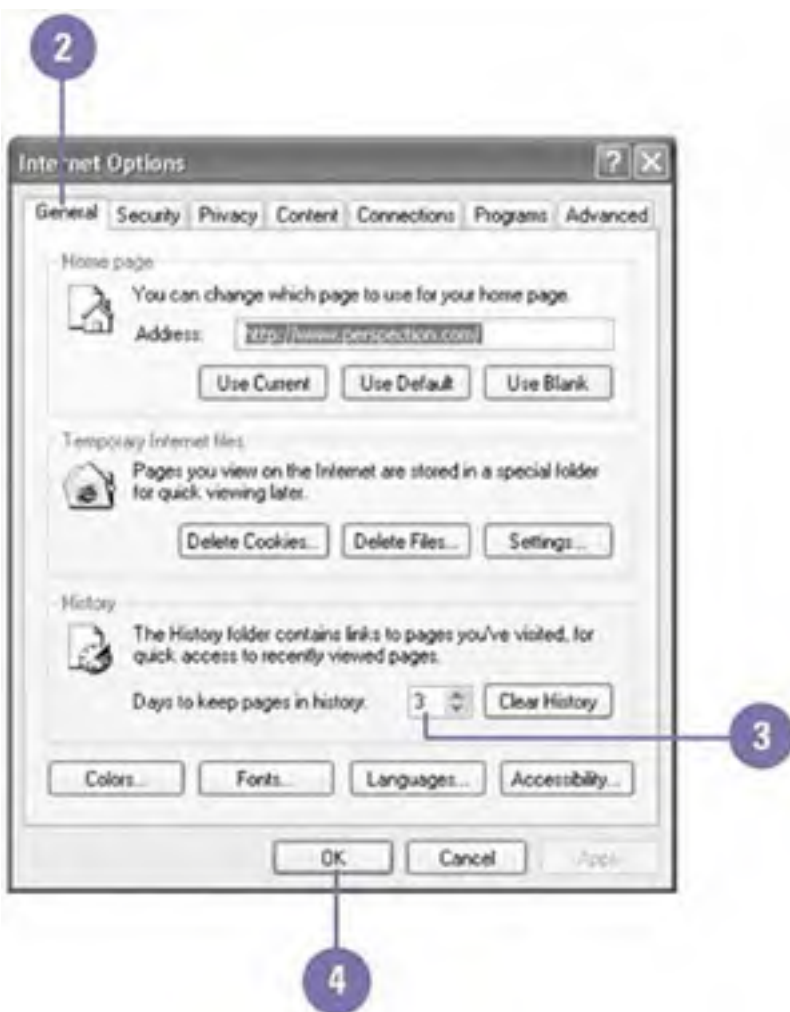 2
Internet Options
General Security Privacy Content Connections Programs Advanced
Home page
You can change which page to use for your home page.
Address: http://www.perspection.com/
Use Current Use Default Use Blank
Temporary Internet files
Pages you view on the Internet are stored in a special folder
for quick viewing later.
Delete Cookies... Delete Files... Settings...
History
The History folder contains links to pages you've visited, for
quick access to recently viewed pages.
Days to keep pages in history: 3 Clear History
3
Colors... Fonts... Languages... Accessibility...
OK Cancel Apply
4